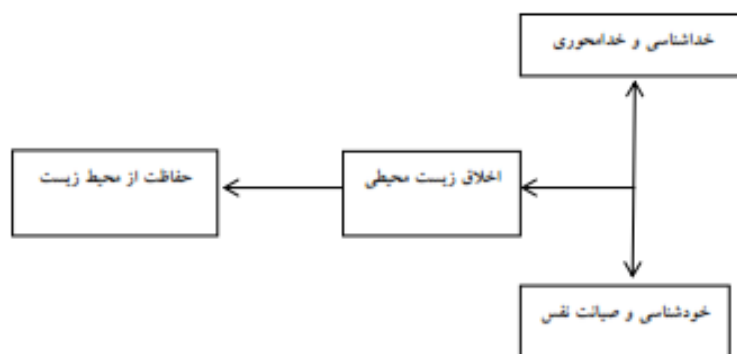 خداشناسی و خدامحوری
اخلاق زیست محیطی
حفاظت از محیط زیست
خودشناسی و صیانت نفس